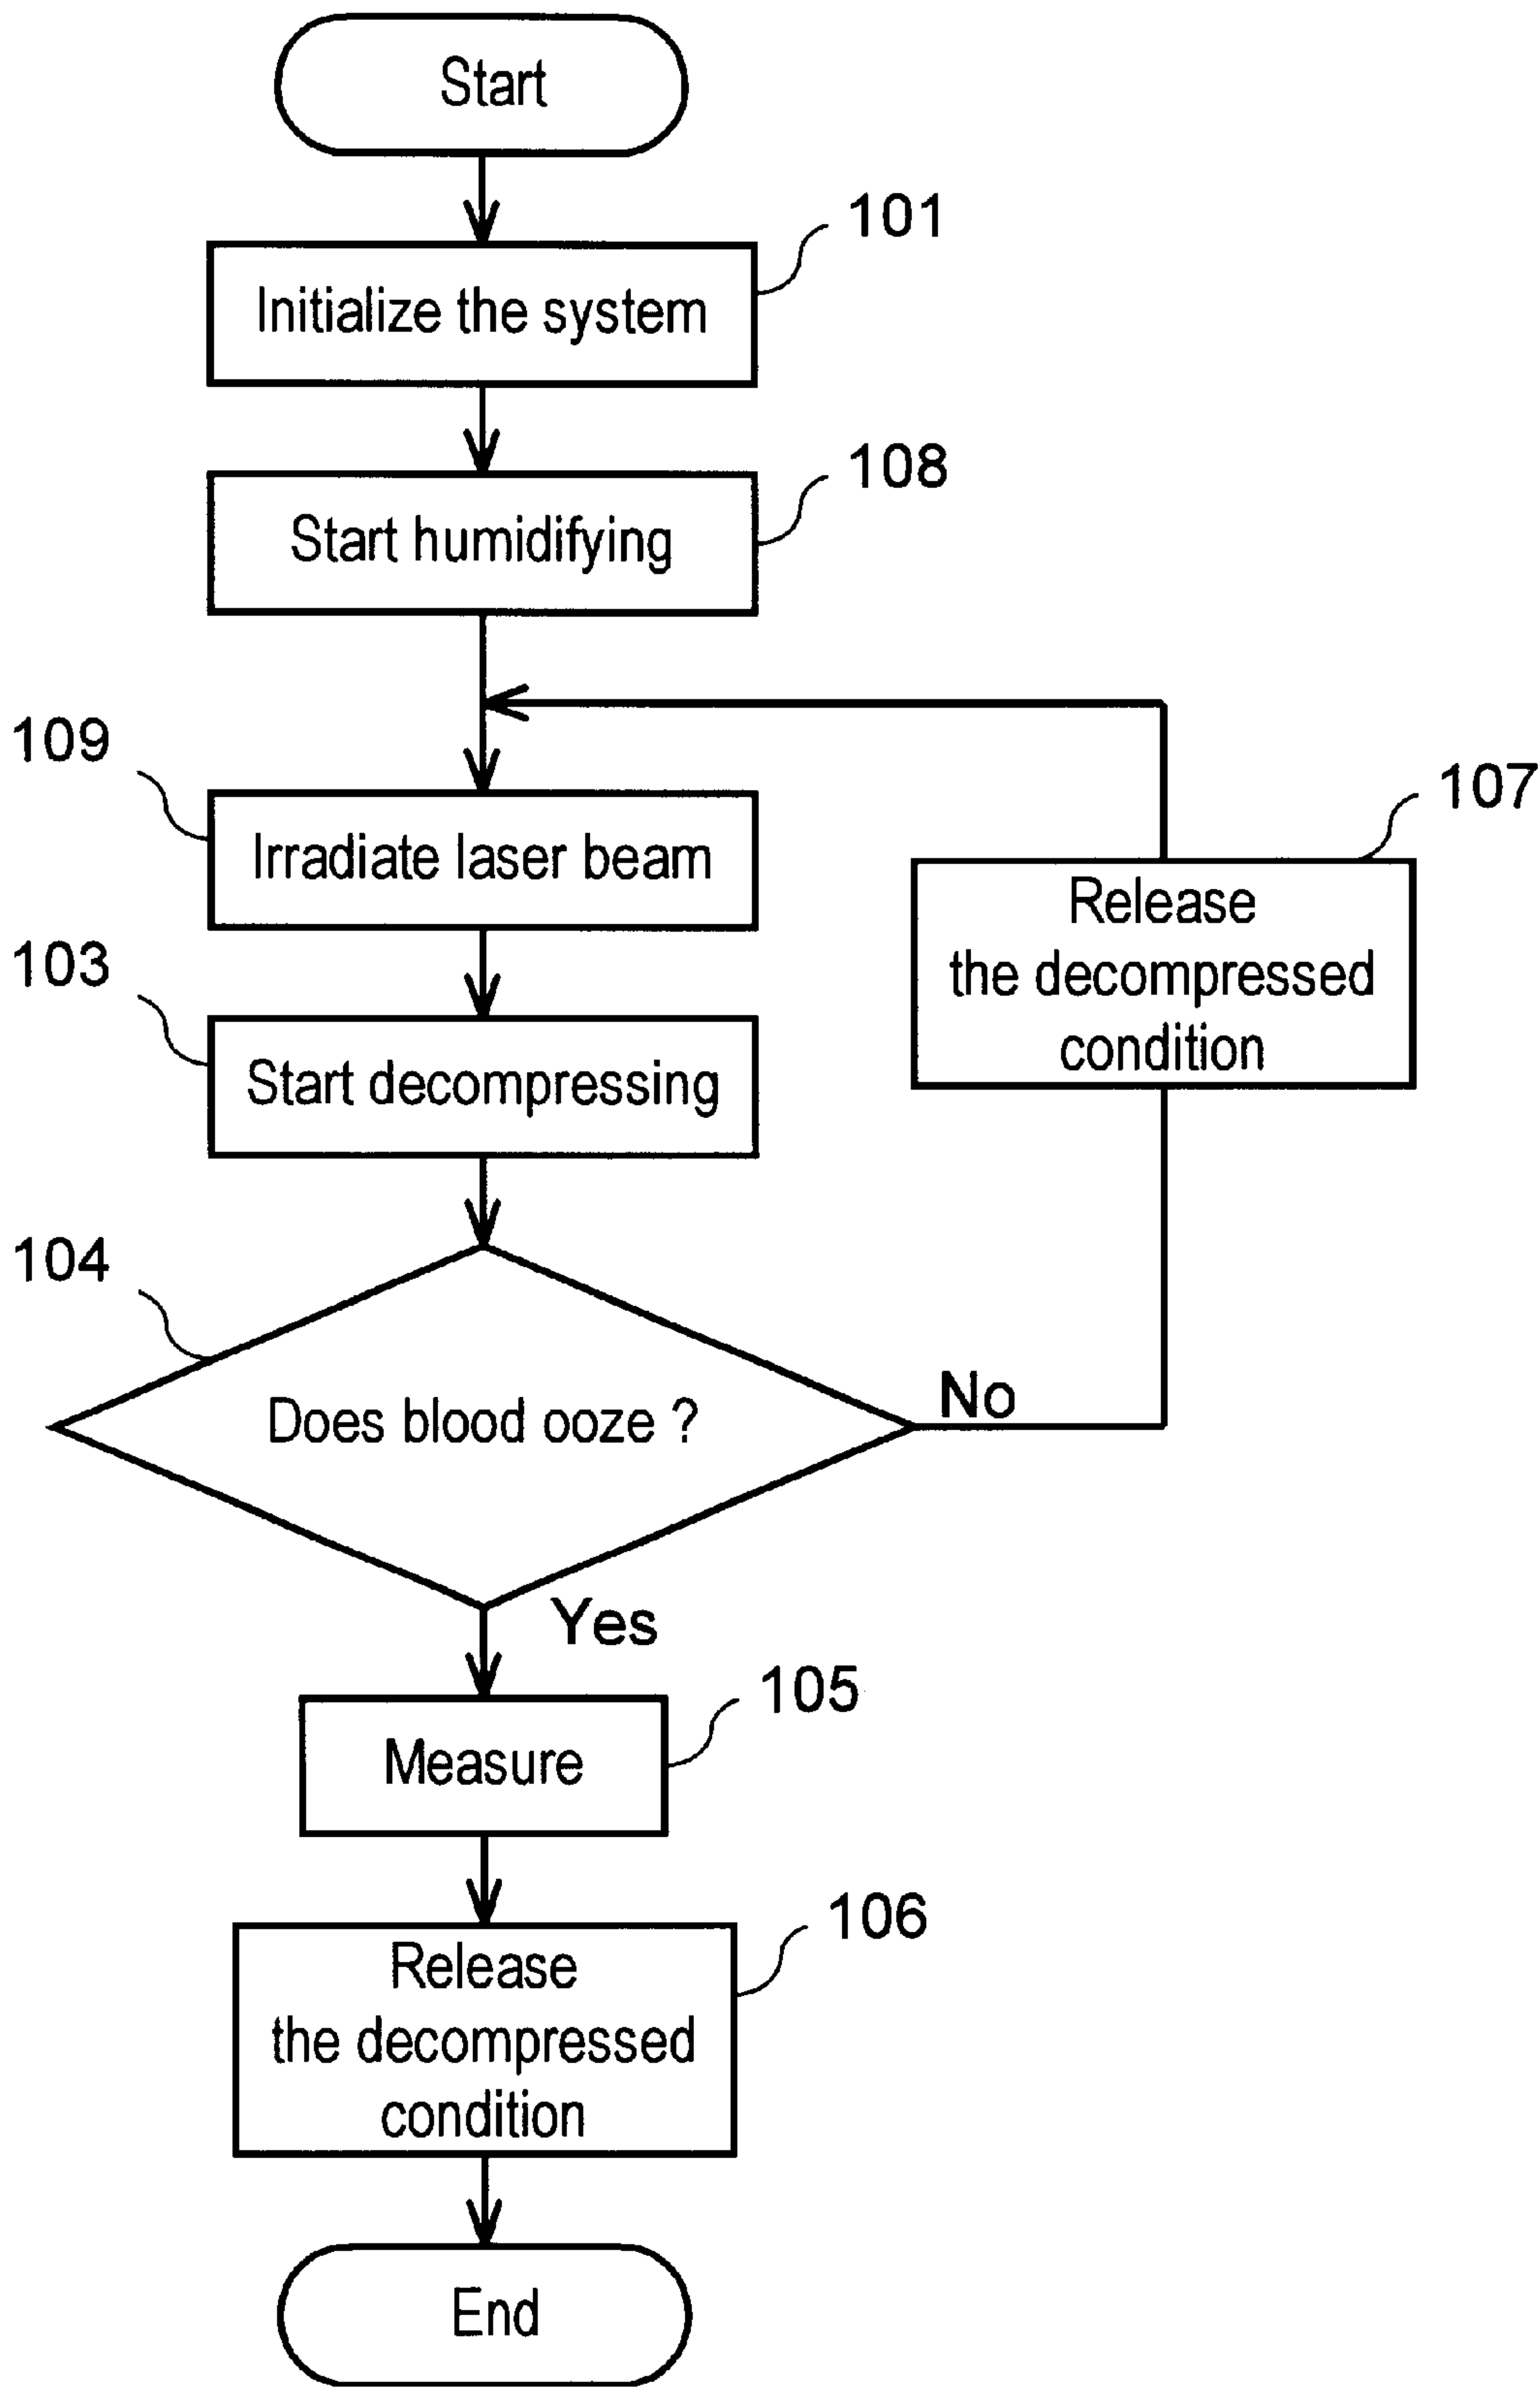 Start
101
Initialize the system
108
Start humidifying
109
Irradiate laser beam
107
Release
the decompressed
condition
103
Start decompressing
104
Does blood ooze ?
No
Yes
105
Measure
106
Release
the decompressed
condition
End